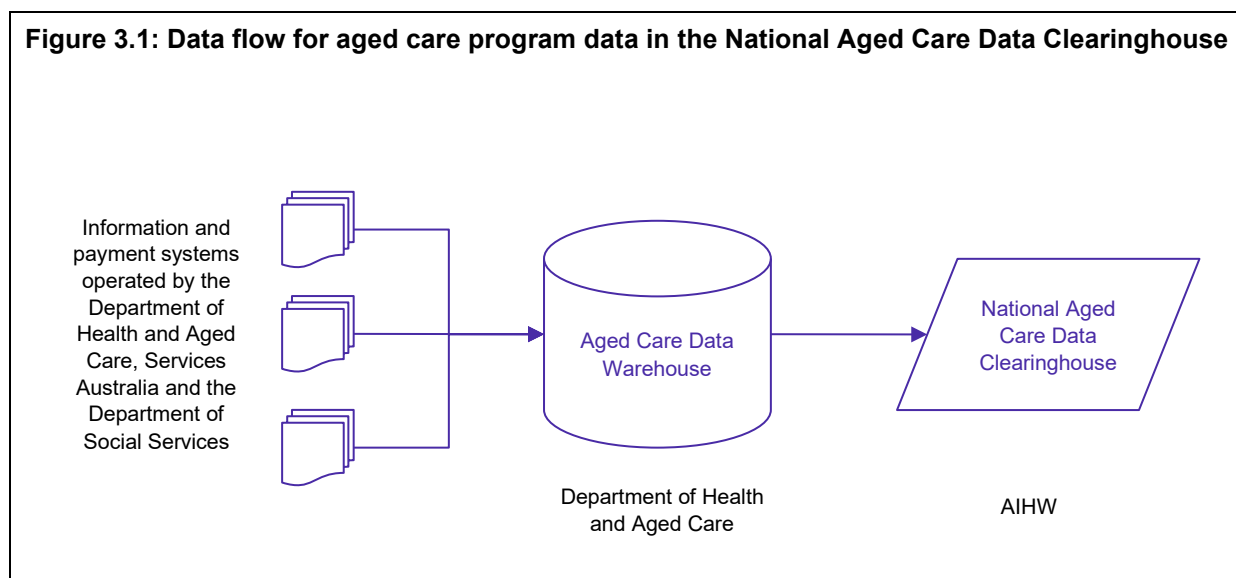 Figure 3.1: Data flow for aged care program data in the National Aged Care Data Clearinghouse
Information and
payment systems
operated by the
Department of
Health and Aged
Care, Services
Australia and the
Department of
Social Services
Aged Care Data
Warehouse
Department of Health
and Aged Care
National Aged
Care Data
Clearinghouse
AIHW